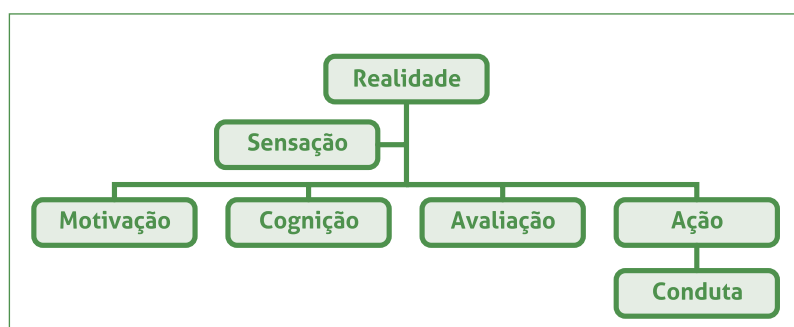 Realidade
Sensação
Motivação
Cognição
Avaliação
Ação
Conduta